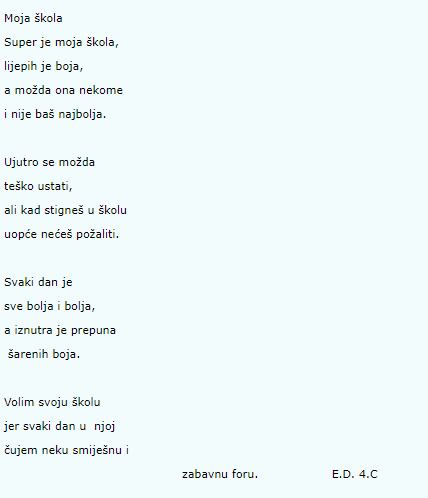 Moja škola
Super je moja škola,
lijepih je boja,
a možda ona nekome
i nije baš najbolja.

Ujutro se možda
teško ustati,
ali kad stigneš u školu
uopće nećeš požaliti.

Svaki dan je
sve bolja i bolja,
a iznutra je prepuna
šarenih boja.

Volim svoju školu
jer svaki dan u  njoj
čujem neku smiješnu i
zabavnu foru. E.D. 4.C